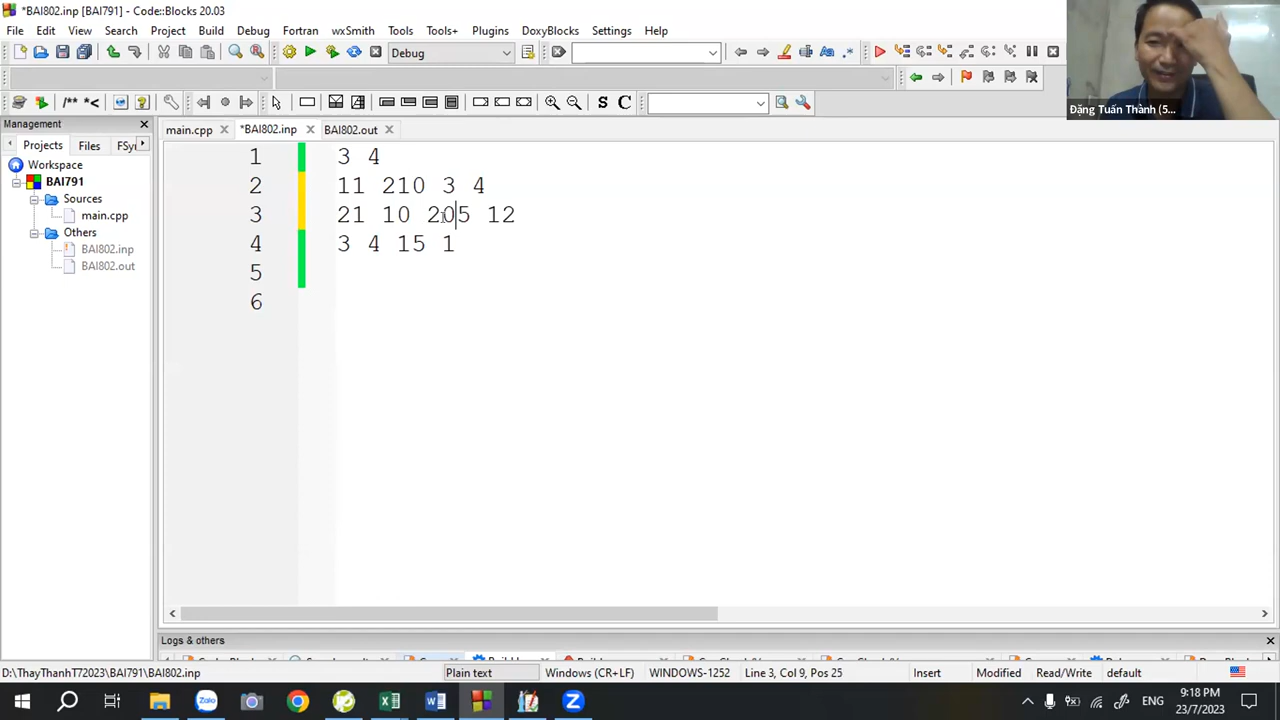 *BAI802.inp [BAI791] - Code::Blocks 20.03
File Edit View Search Project Build Debug Fortran wxSmith Tools Tools+ Plugins DoxyBlocks Settings Help
Debug
/** *<
S C
Management
Projects Files FSy
Workspace
BAI791
Sources
main.cpp
Others
BAI802.inp
BAI802.out
main.cpp *BAI802.inp BAI802.out
1 3 4
2 11 210 3 4
3 21 10 205 12
4 3 4 15 1
5
6
Đặng Tuấn Thành (5...
Logs & others
D:\ThayThanhT72023\BAI791\BAI802.inp Plain text Windows (CR+LF) WINDOWS-1252 Line 3, Col 9, Pos 25 Insert Modified Read/Write default
Zalo
ENG
9:18 PM
23/7/2023